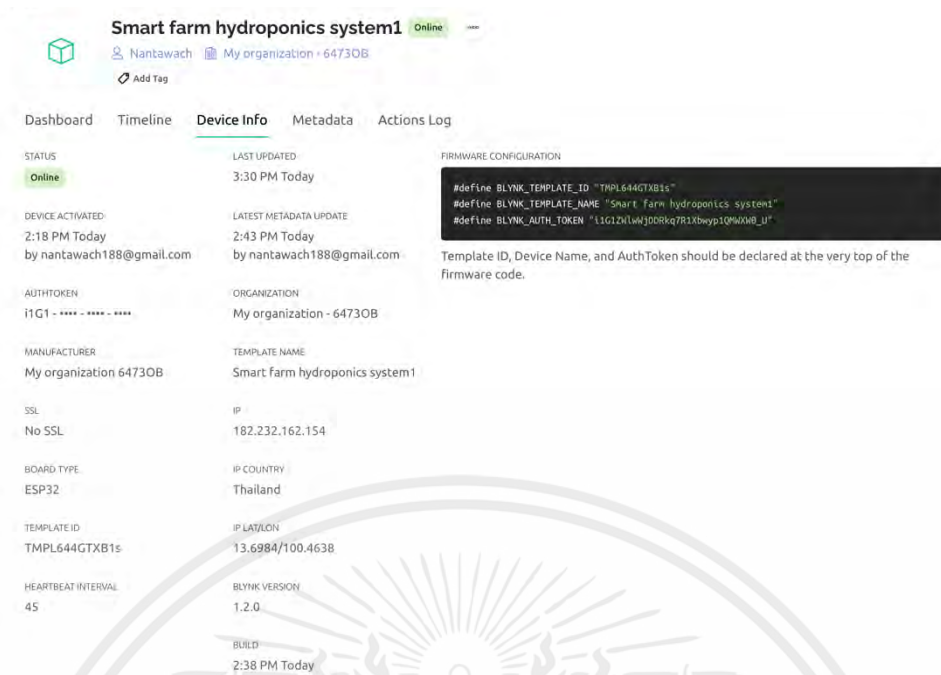 Smart farm hydroponics system1 Online ...
Nantawach My organization - 6473OB
Add Tag
Dashboard Timeline Device Info Metadata Actions Log
STATUS
Online
DEVICE ACTIVATED
2:18 PM Today
by nantawach188@gmail.com
AUTHTOKEN
i1G1 - •••• - •••• - ••••
MANUFACTURER
My organization 6473OB
SSL
No SSL
BOARD TYPE
ESP32
TEMPLATE ID
TMPL644GTXB1s
HEARTBEAT INTERVAL
45
LAST UPDATED
3:30 PM Today
LATEST METADATA UPDATE
2:43 PM Today
by nantawach188@gmail.com
ORGANIZATION
My organization - 6473OB
TEMPLATE NAME
Smart farm hydroponics system1
IP
182.232.162.154
IP COUNTRY
Thailand
IP LAT/LON
13.6984/100.4638
BLYNK VERSION
1.2.0
BUILD
2:38 PM Today
FIRMWARE CONFIGURATION
#define BLYNK_TEMPLATE_ID "TMPL644GTXB1s"
#define BLYNK_TEMPLATE_NAME "Smart farm hydroponics system1"
#define BLYNK_AUTH_TOKEN
Template ID, Device Name, and AuthToken should be declared at the very top of the
firmware code.